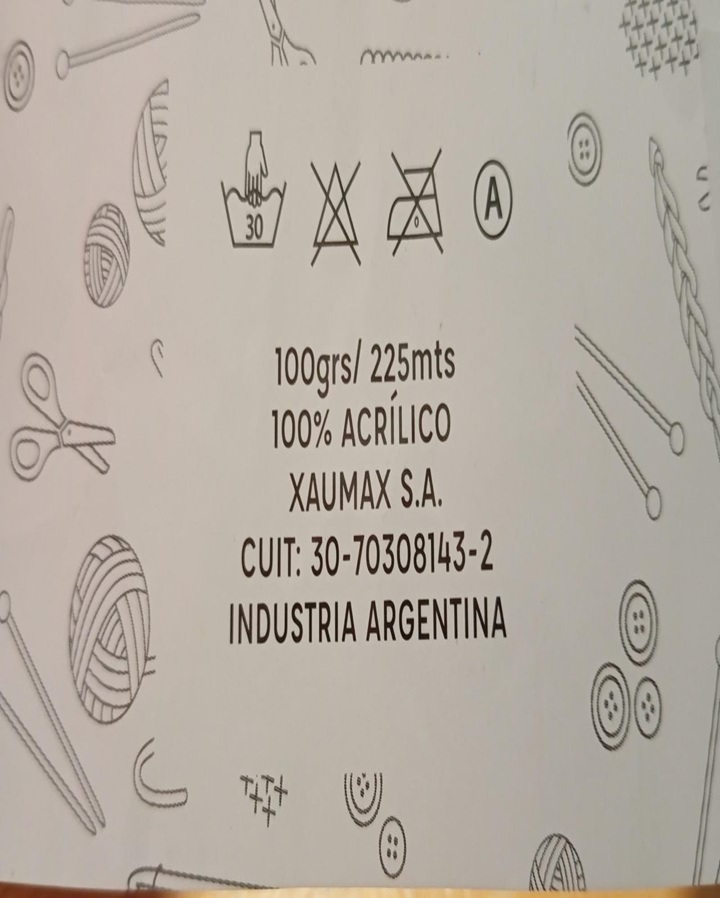 30
A
100grs/ 225mts
100% ACRÍLICO
XAUMAX S.A.
CUIT: 30-70308143-2
INDUSTRIA ARGENTINA